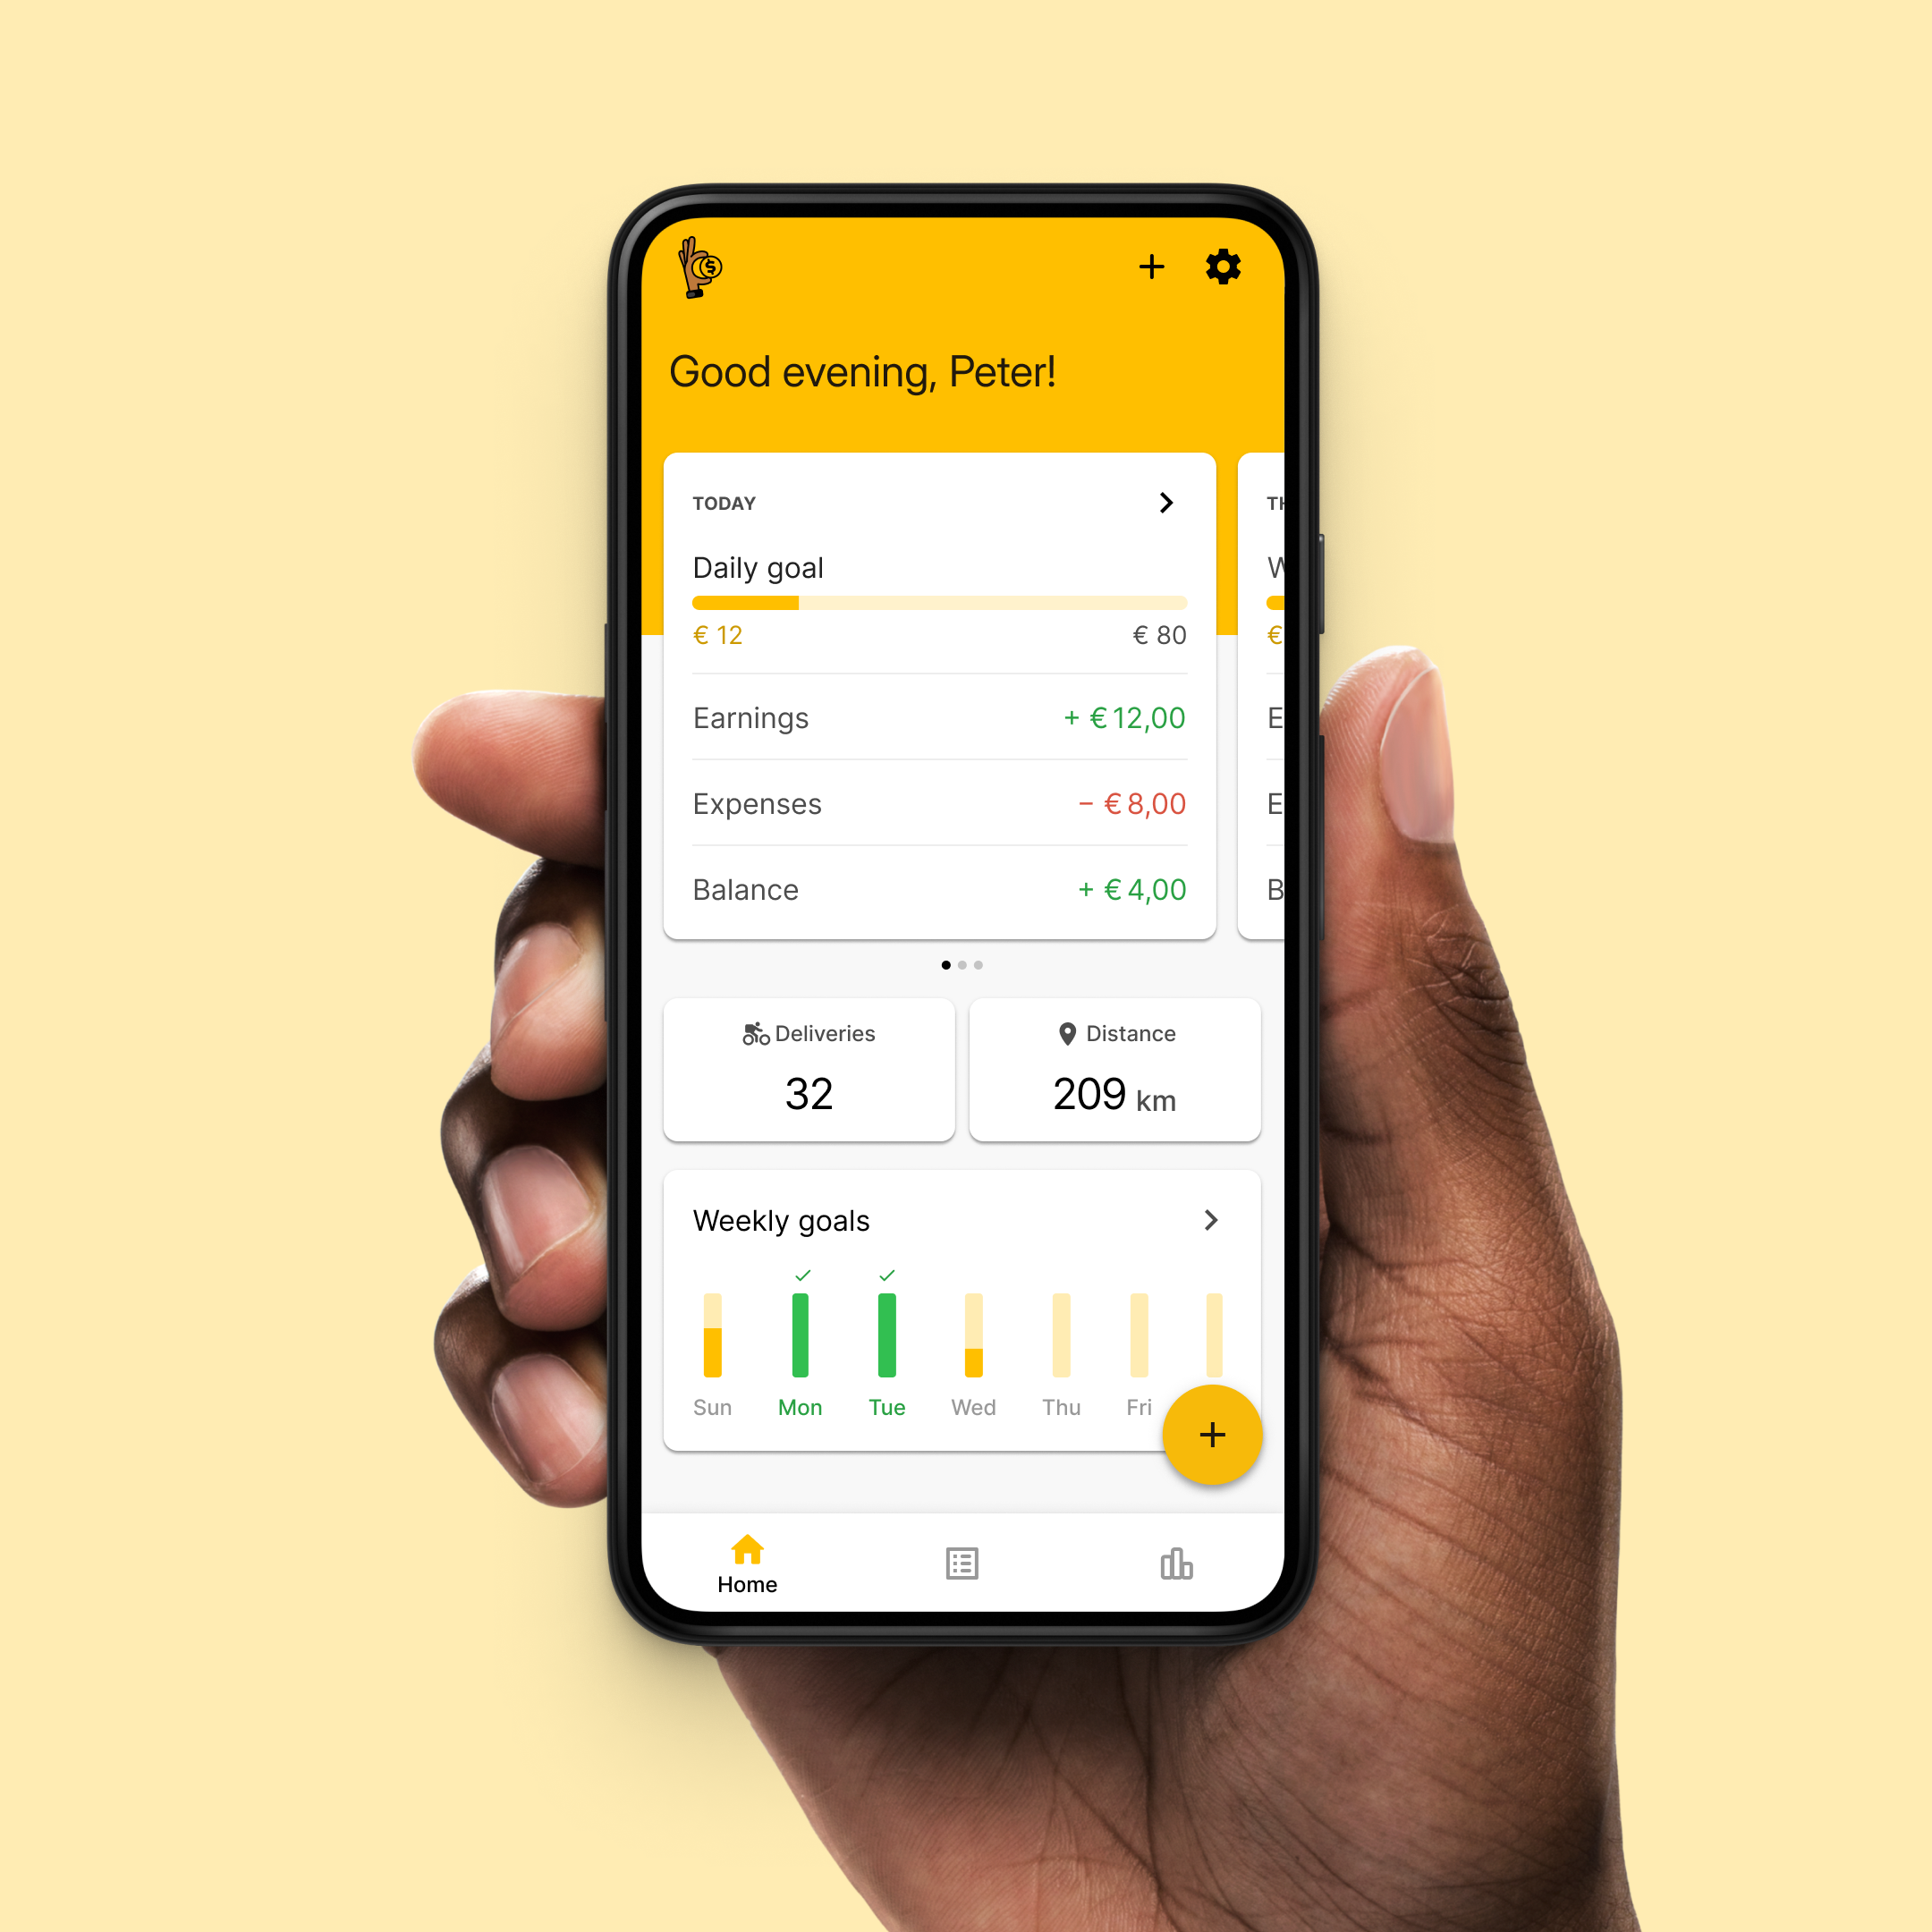 $
Good evening, Peter!
TODAY
Daily goal
€ 12
€ 80
Earnings
+ € 12,00
Expenses
− € 8,00
Balance
+ € 4,00
€
E
E
B
Deliveries
32
Distance
209 km
Weekly goals
Sun
Mon
Tue
Wed
Thu
Fri
Home